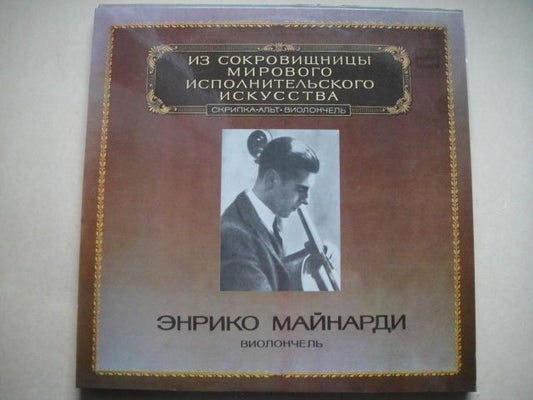 ИЗ СОКРОВИЩНИЦЫ
МИРОВОГО
ИСПОЛНИТЕЛЬСКОГО
ИСКУССТВА
СКРИПКА•АЛЬТ•ВИОЛОНЧЕЛЬ
ЭНРИКО МАЙНАРДИ
ВИОЛОНЧЕЛЬ